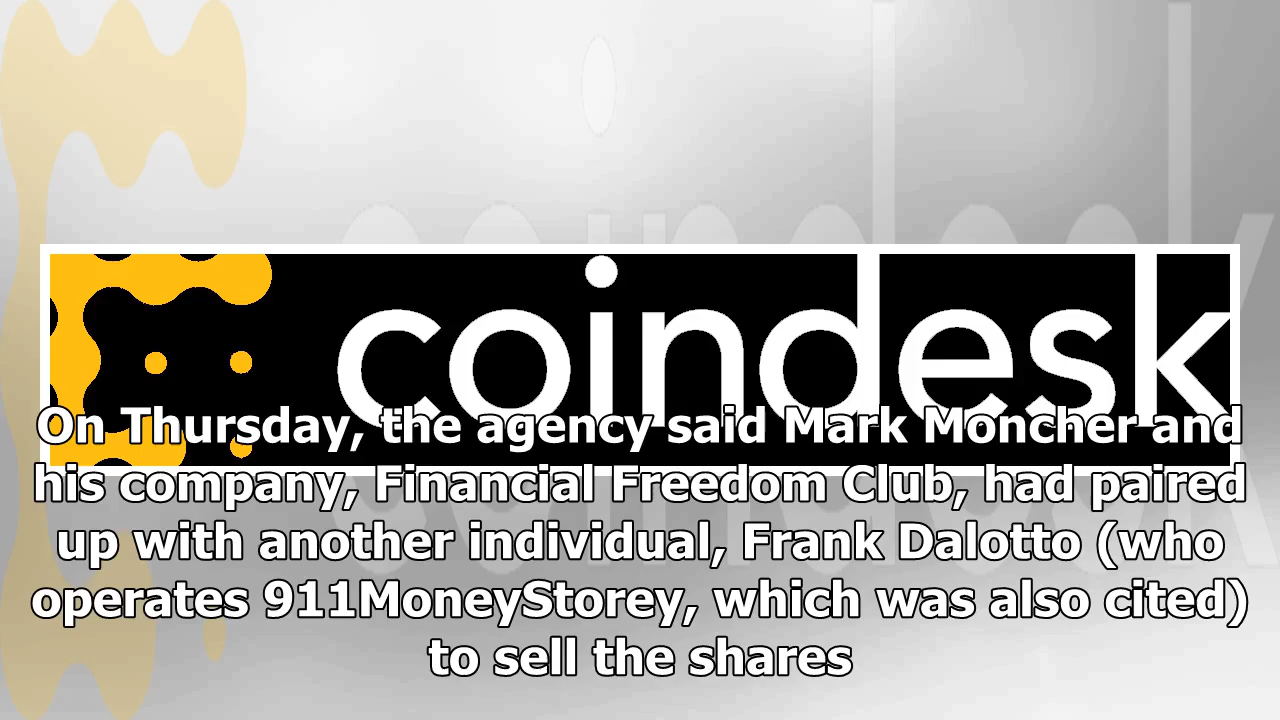 coindesk
On Thursday, the agency said Mark Moncher and
his company, Financial Freedom Club, had paired
up with another individual, Frank Dalotto (who
operates 911MoneyStorey, which was also cited)
to sell the shares